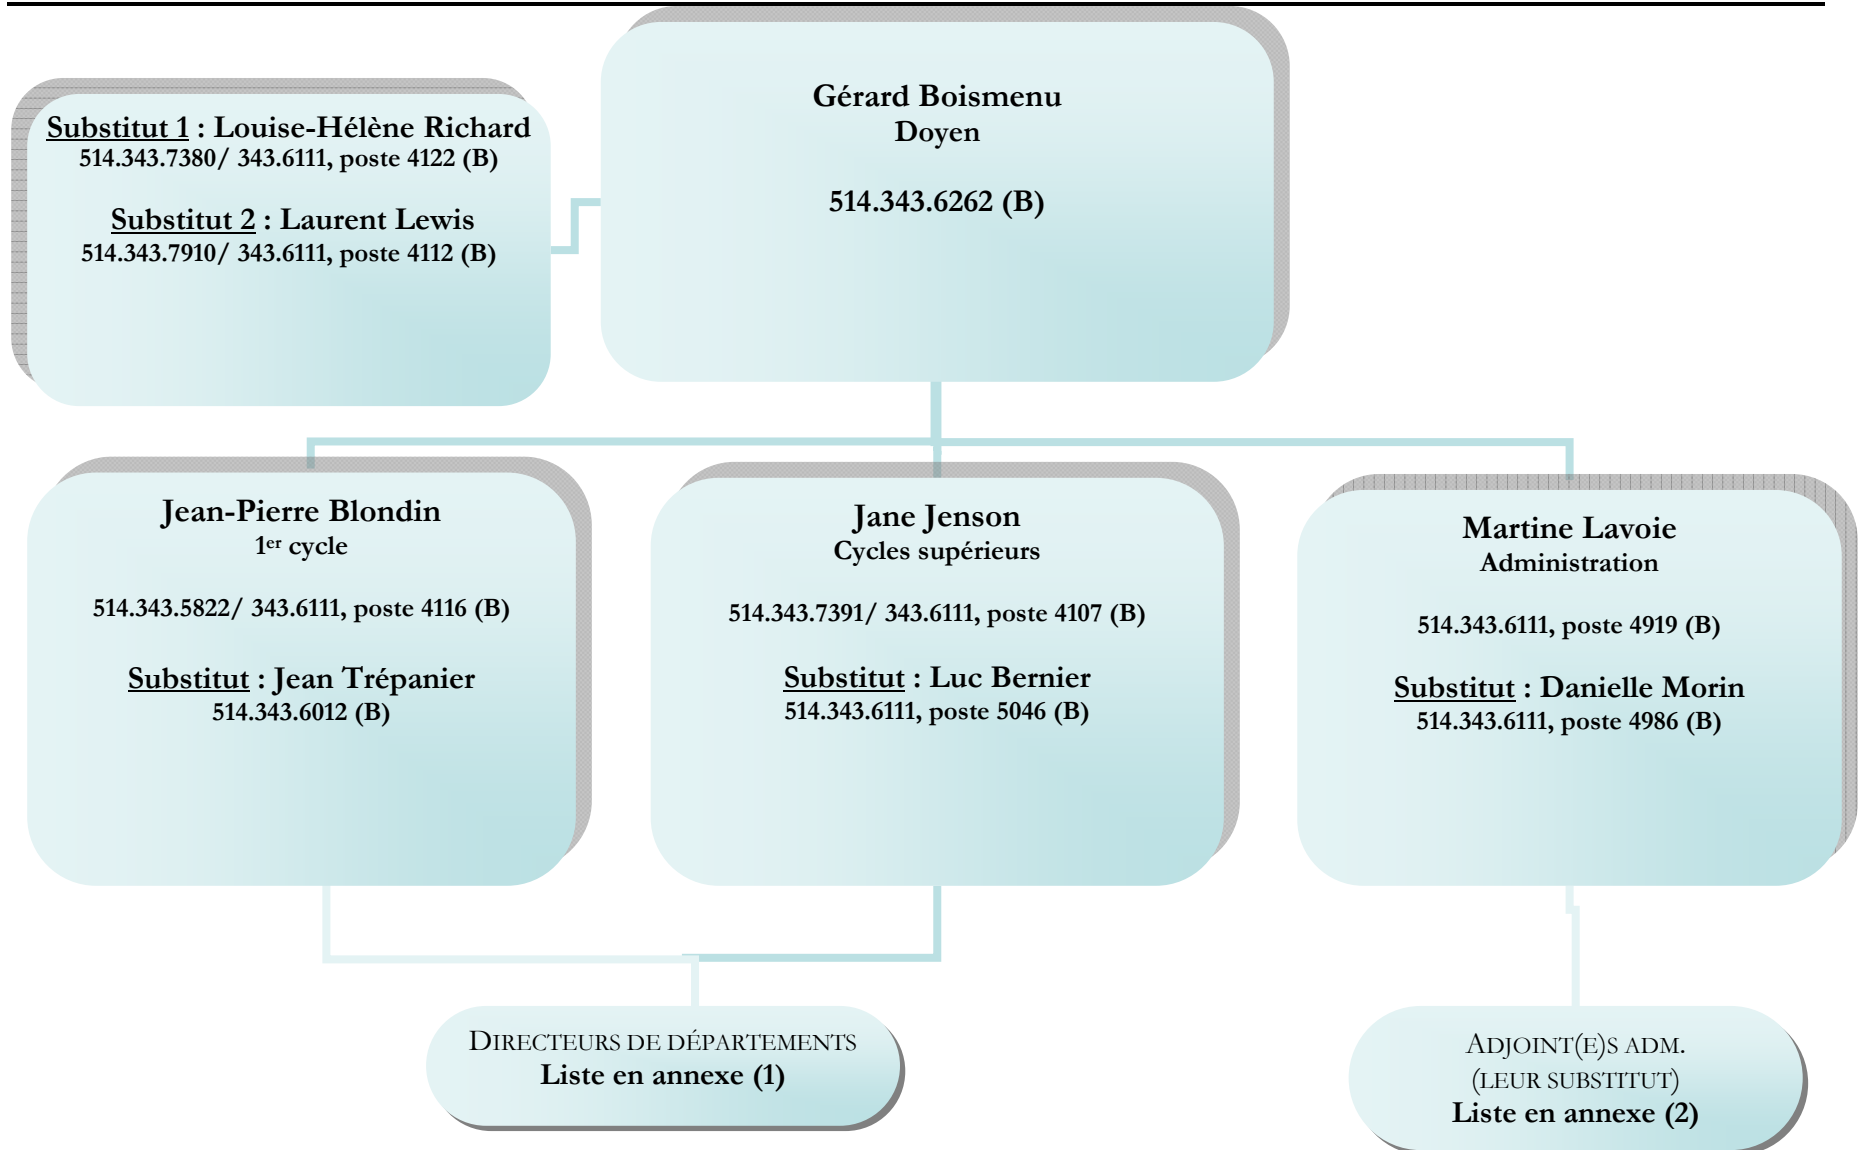 Gérard Boismenu
Doyen
514.343.6262 (B)
Substitut 1 : Louise-Hélène Richard
514.343.7380/ 343.6111, poste 4122 (B)
Substitut 2 : Laurent Lewis
514.343.7910/ 343.6111, poste 4112 (B)
Jean-Pierre Blondin
1er cycle
514.343.5822/ 343.6111, poste 4116 (B)
Substitut : Jean Trépanier
514.343.6012 (B)
Jane Jenson
Cycles supérieurs
514.343.7391/ 343.6111, poste 4107 (B)
Substitut : Luc Bernier
514.343.6111, poste 5046 (B)
Martine Lavoie
Administration
514.343.6111, poste 4919 (B)
Substitut : Danielle Morin
514.343.6111, poste 4986 (B)
DIRECTEURS DE DÉPARTEMENTS
Liste en annexe (1)
ADJOINT(E)S ADM.
(LEUR SUBSTITUT)
Liste en annexe (2)